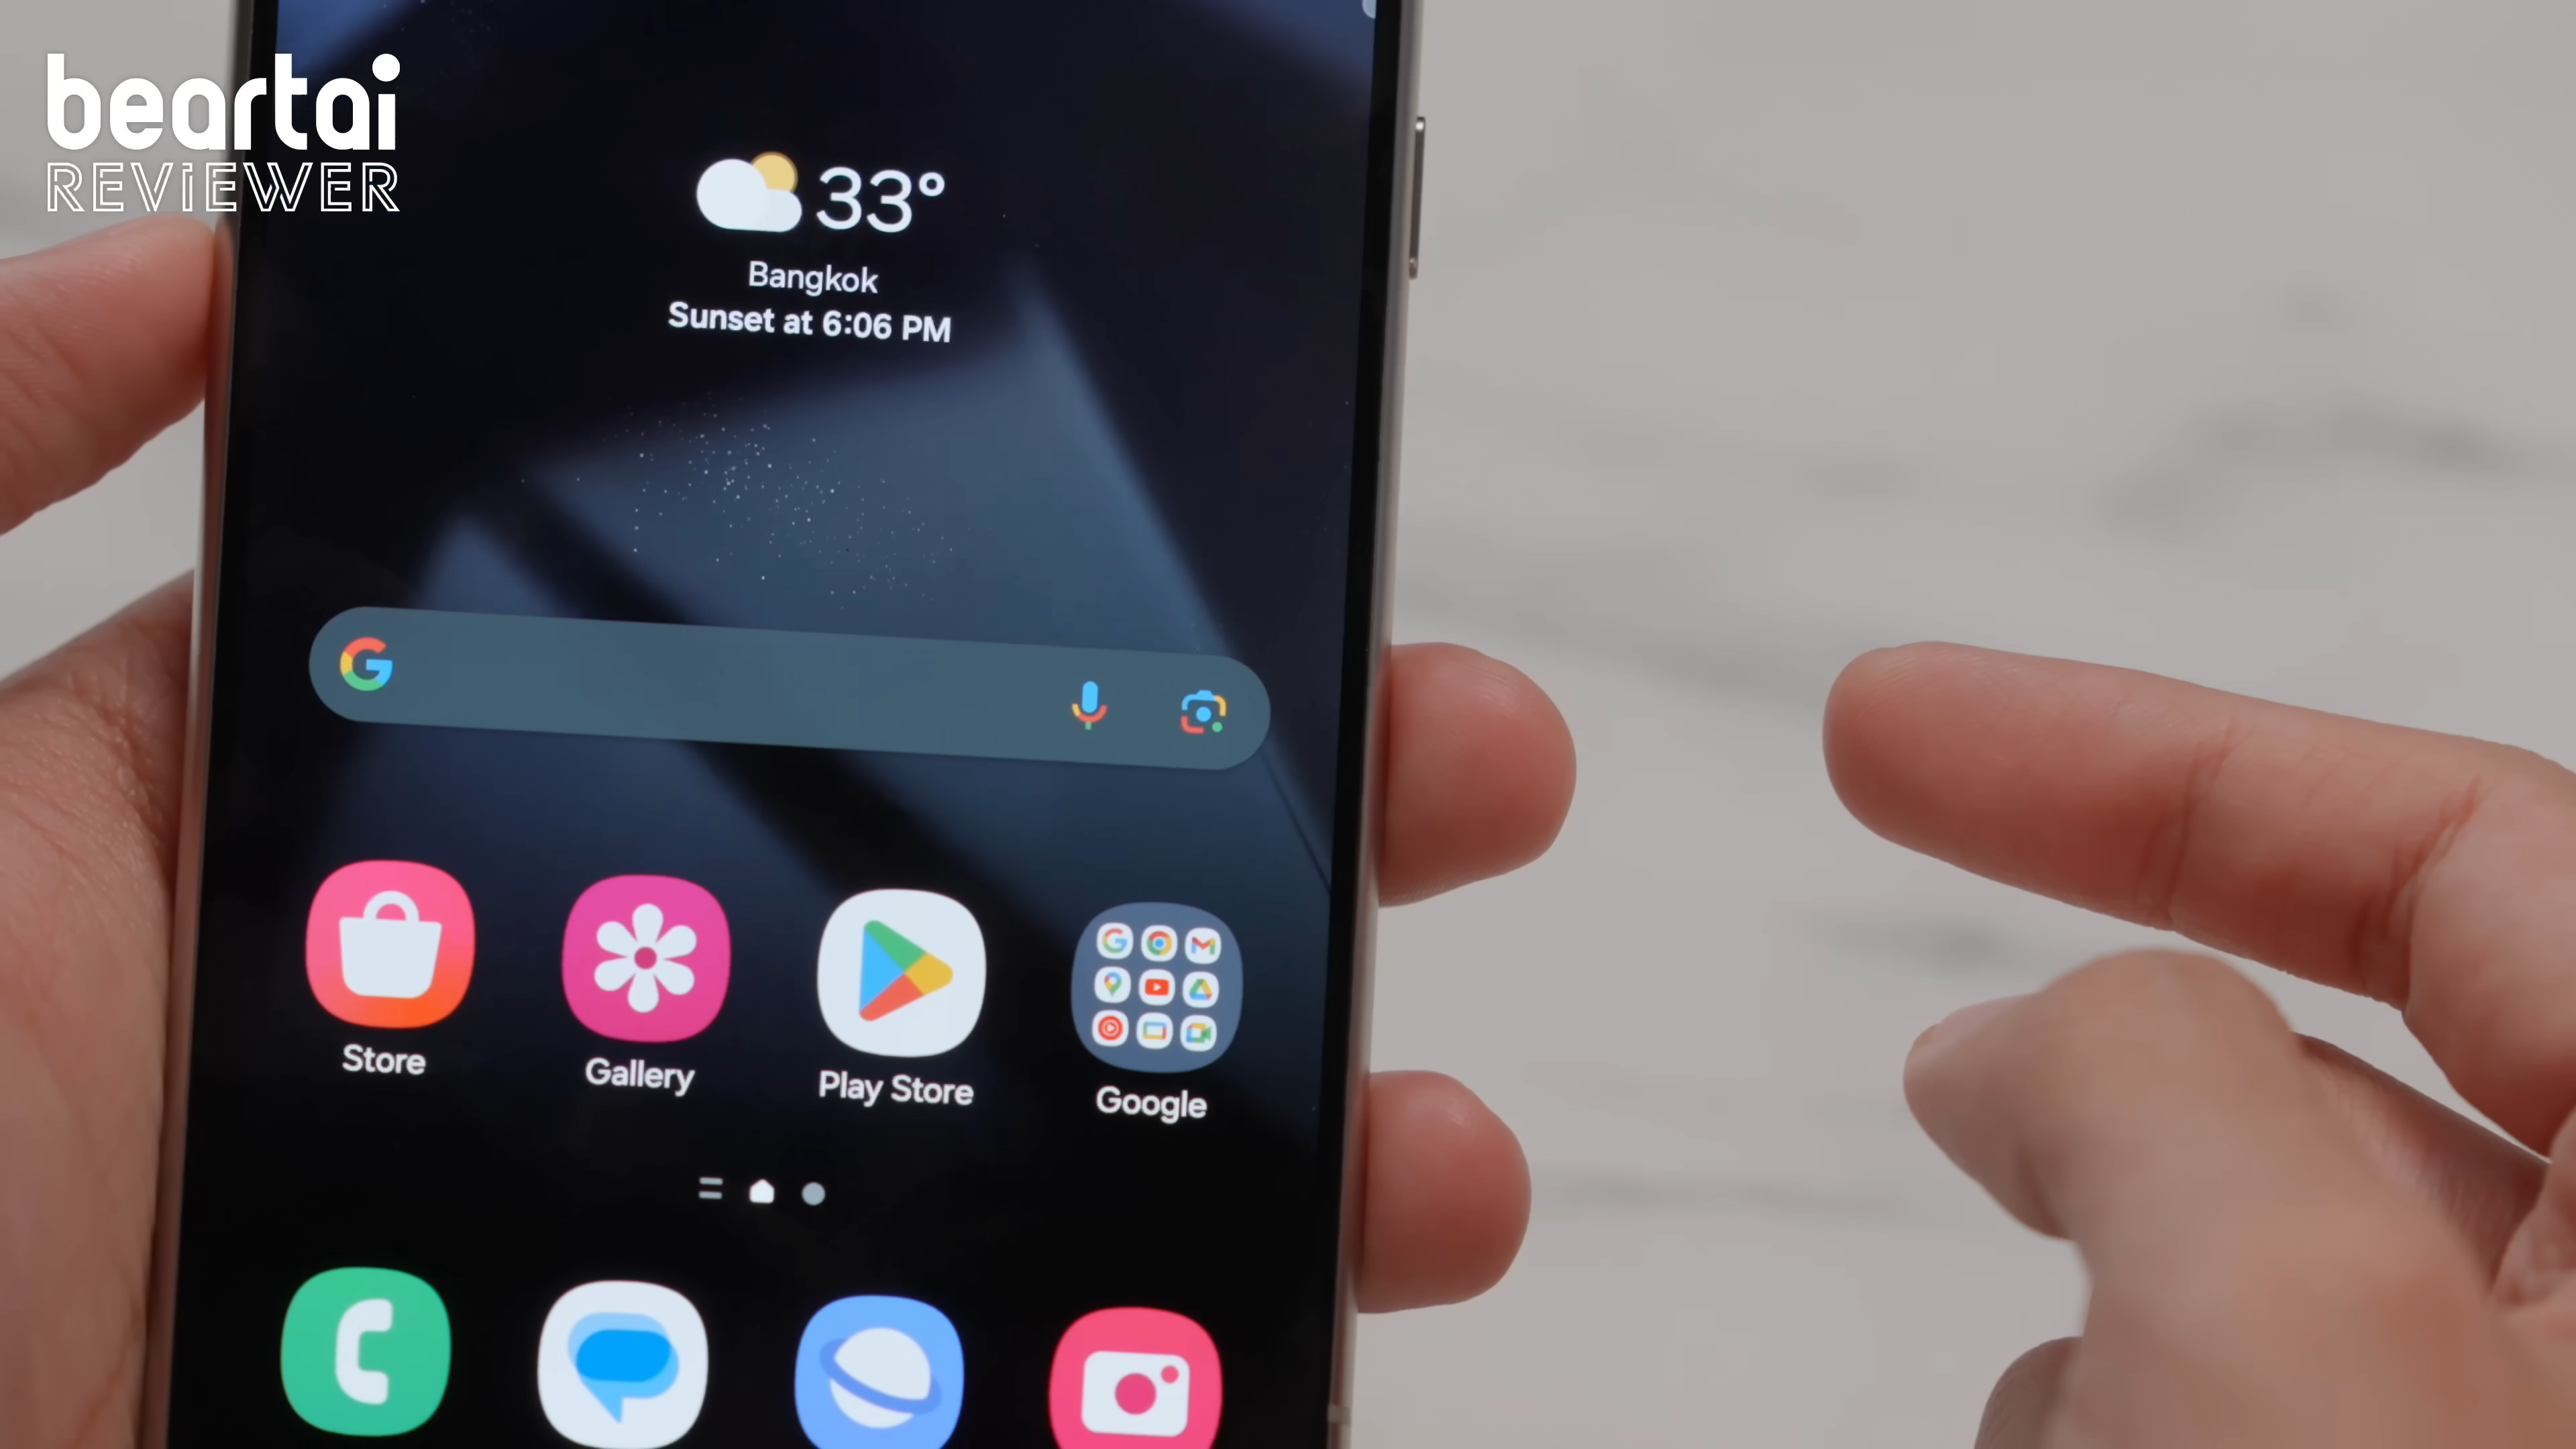 beartai
REViEWER
33°
Bangkok
Sunset at 6:06 PM
Store
Gallery
Play Store
Google